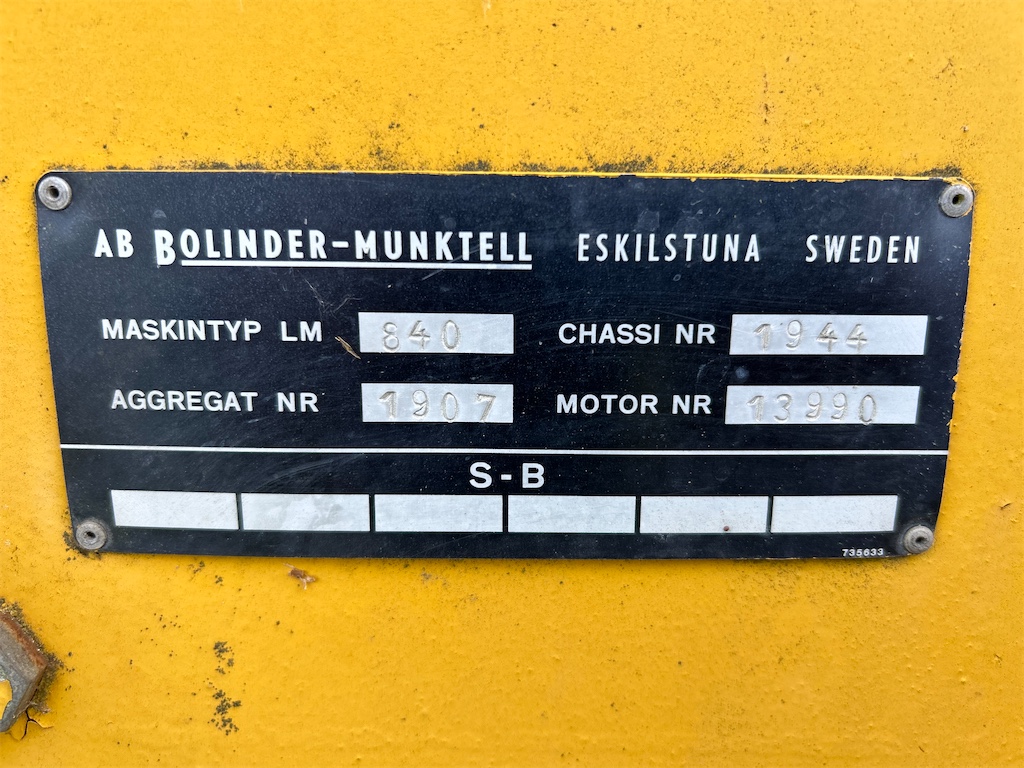 AB BOLINDER-MUNKTELL ESKILSTUNA SWEDEN
MASKINTYP LM 840 CHASSI NR 1944
AGGREGAT NR 1907 MOTOR NR 13990
S-B
735633